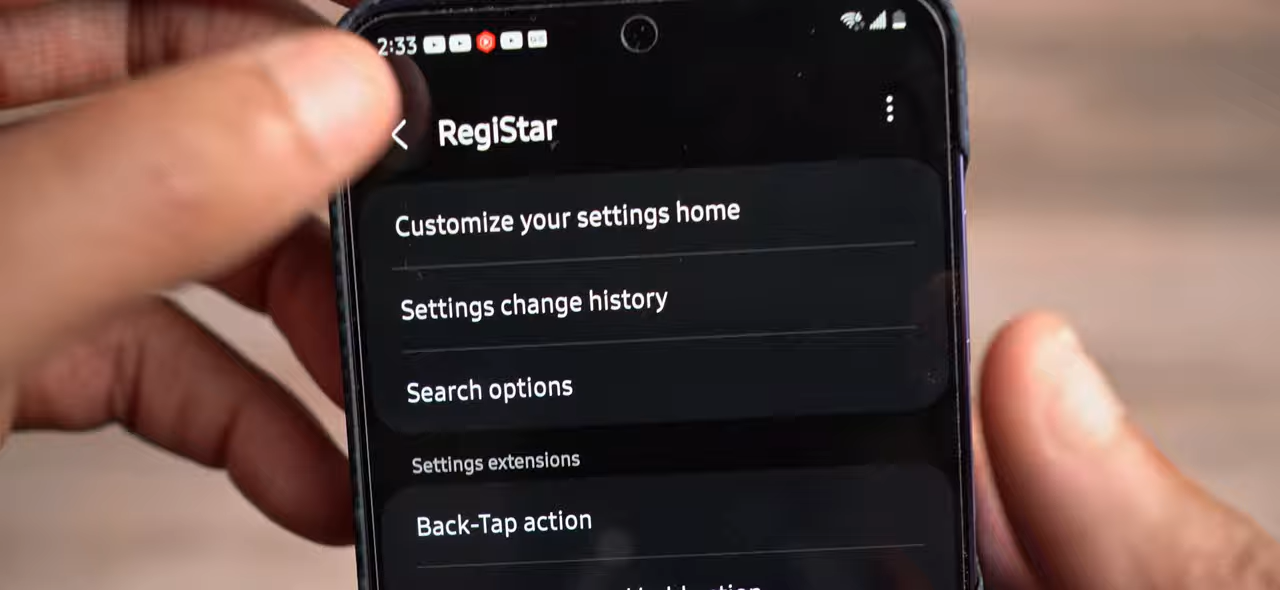 2:33
RegiStar
Customize your settings home
Settings change history
Search options
Settings extensions
Back-Tap action